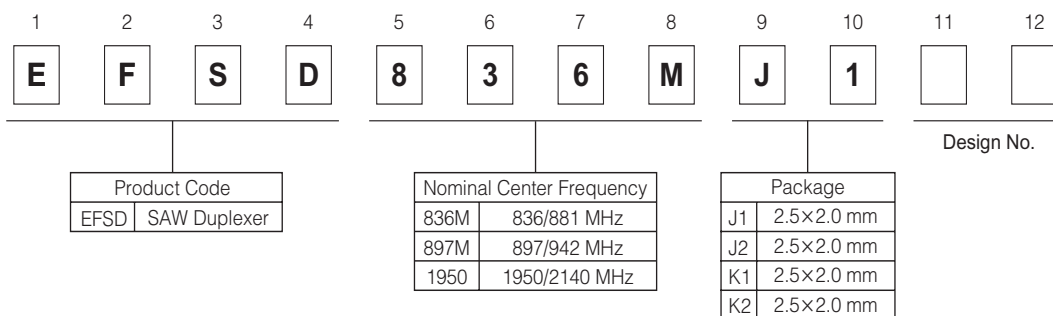 1 2 3 4 5 6 7 8 9 10 11 12
E F S D 8 3 6 M J 1
Design No.
Product Code
EFSD SAW Duplexer
Nominal Center Frequency
836M 836/881 MHz
897M 897/942 MHz
1950 1950/2140 MHz
Package
J1 2.5×2.0 mm
J2 2.5×2.0 mm
K1 2.5×2.0 mm
K2 2.5×2.0 mm